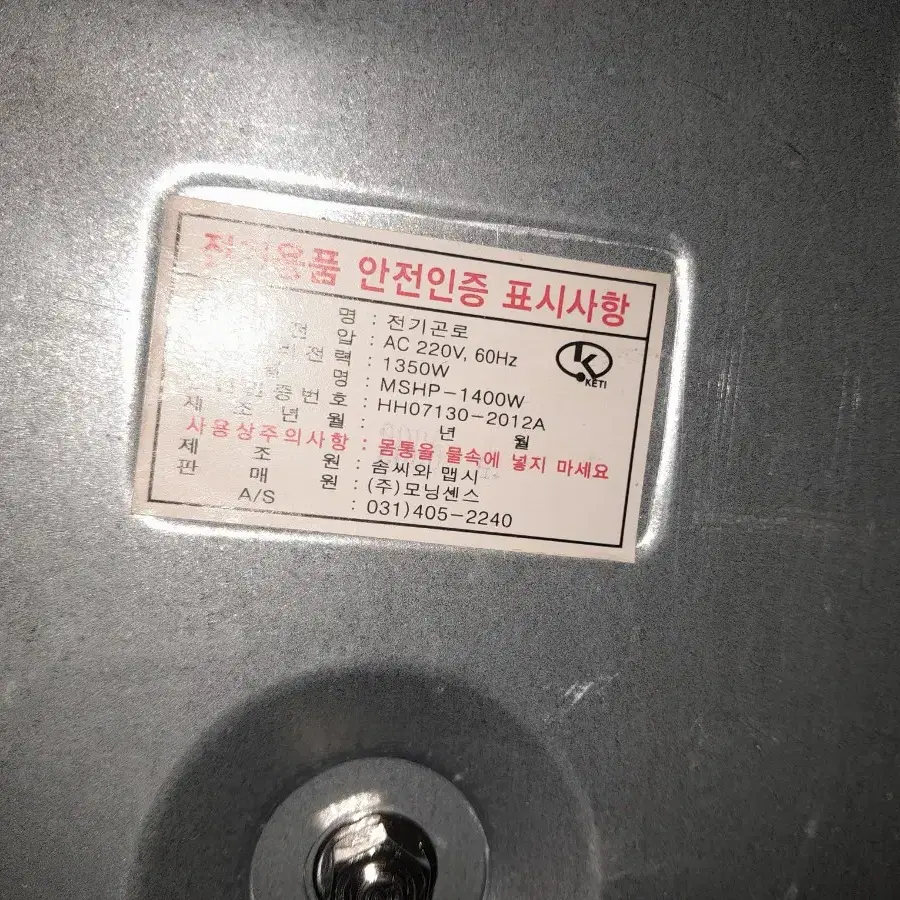 전기용품 안전인증 표시사항
명 : 전기곤로
전 압 : AC 220V, 60Hz
전력 : 1350W
명 : MSHP-1400W
인증번호 : HH07130-2012A
제 조 년 월 : 년 월
사용상주의사항 : 몸통을 물속에 넣지 마세요
제 조 원 : 솜씨와 맵시
판 매 원 : (주)모닝센스
A/S : 031)405-2240
KETI